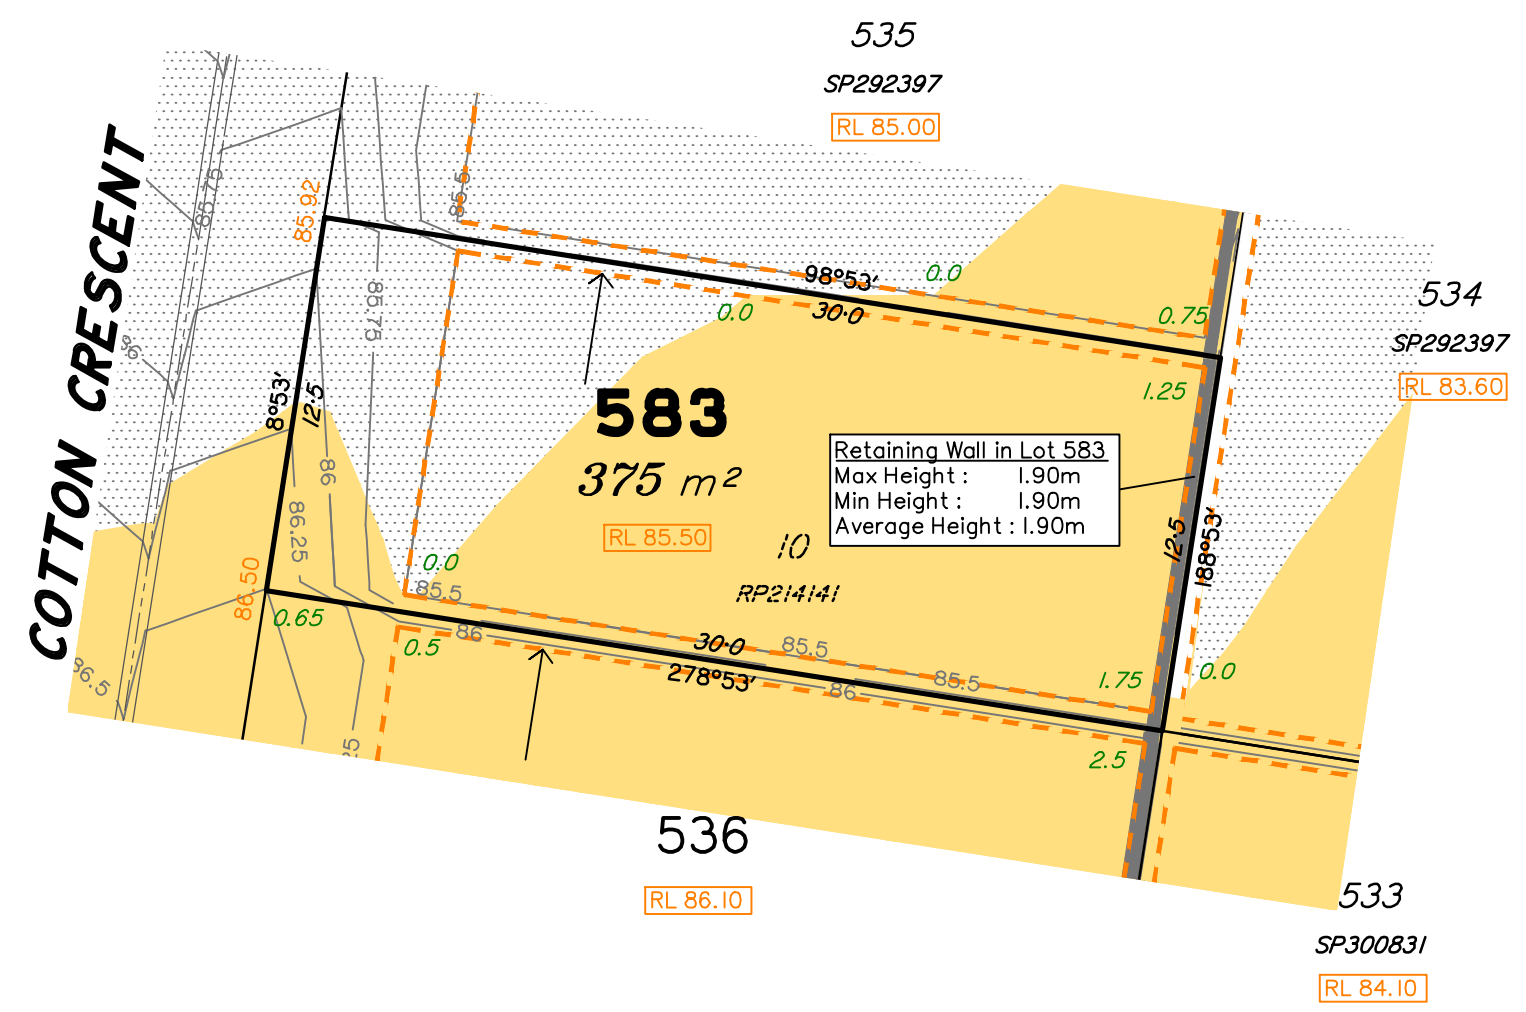 535
SP292397
RL 85.00
COTTON CRESCENT
85.75
85.92
85.5
98°53'
30·0
0.0
0.0
0.75
534
SP292397
RL 83.60
86
85.75
8°53'
12·5
1.25
583
375 m²
RL 85.50
10
RP214141
Retaining Wall in Lot 583
Max Height : 1.90m
Min Height : 1.90m
Average Height : 1.90m
86
86.25
12·5
188°53'
0.0
85.5
86.50
0.65
86
0.5
30·0
278°53'
85.5
86
85.5
1.75
0.0
86.5
25
2.5
536
RL 86.10
533
SP300831
RL 84.10